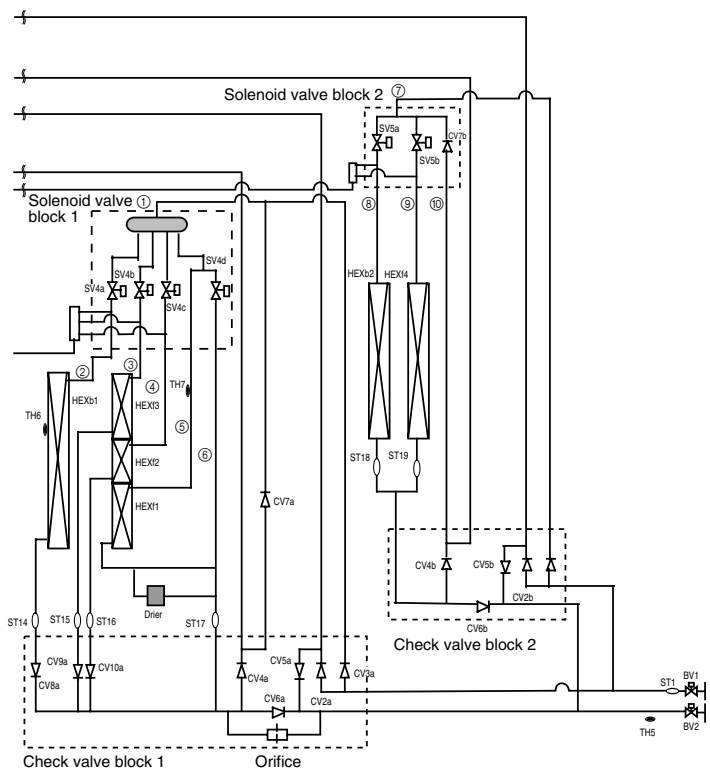 Solenoid valve block 2
⑦
SV5a
SV5b
CV7b
Solenoid valve
block 1
①
⑧
⑨
⑩
SV4a
SV4b
SV4c
SV4d
HEXb2
HEXf4
②
③
④
TH7
HEXb1
HEXf3
TH6
⑤
⑥
HEXf2
HEXf1
ST18
ST19
CV7a
CV4b
CV5b
CV2b
CV6b
Check valve block 2
Drier
ST14
ST15
ST16
ST17
CV9a
CV10a
CV8a
CV4a
CV5a
CV6a
CV2a
CV3a
ST1
BV1
TH5
BV2
Check valve block 1
Orifice